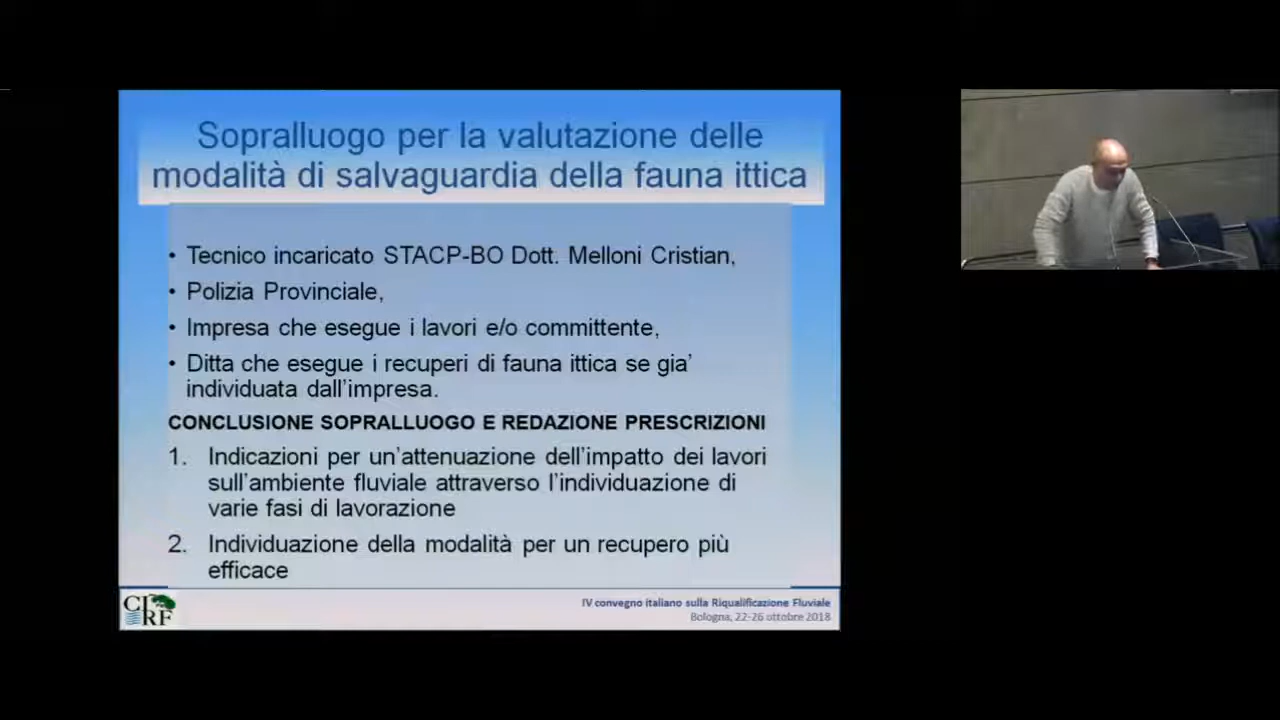 Sopralluogo per la valutazione delle
modalità di salvaguardia della fauna ittica
• Tecnico incaricato STACP-BO Dott. Melloni Cristian,
• Polizia Provinciale,
• Impresa che esegue i lavori e/o committente,
• Ditta che esegue i recuperi di fauna ittica se gia’
individuata dall’impresa.
CONCLUSIONE SOPRALLUOGO E REDAZIONE PRESCRIZIONI
1. Indicazioni per un’attenuazione dell’impatto dei lavori
sull’ambiente fluviale attraverso l’individuazione di
varie fasi di lavorazione
2. Individuazione della modalità per un recupero più
efficace
CIRF
IV convegno italiano sulla Riqualificazione Fluviale
Bologna, 22-26 ottobre 2018